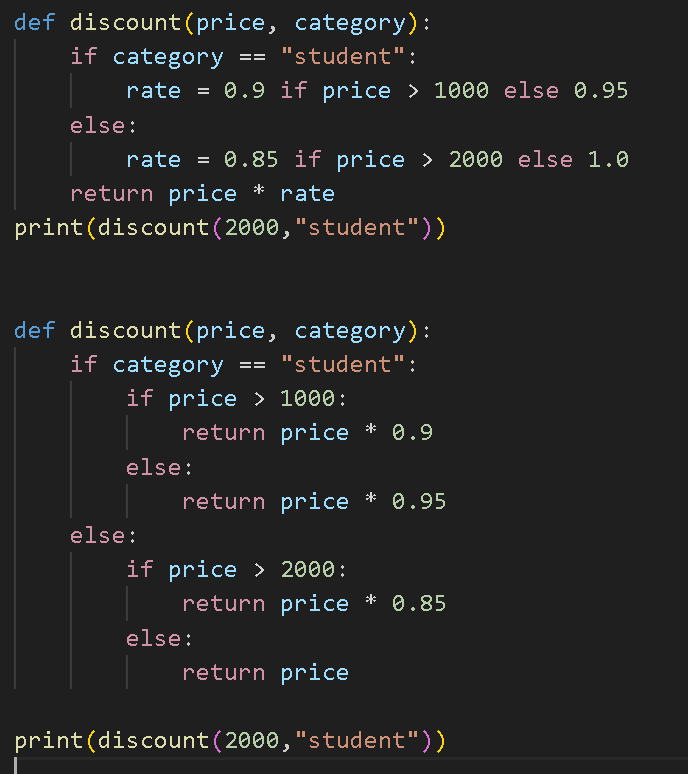 def discount(price, category):
    if category == "student":
        rate = 0.9 if price > 1000 else 0.95
    else:
        rate = 0.85 if price > 2000 else 1.0
    return price * rate
print(discount(2000,"student"))
def discount(price, category):
    if category == "student":
        if price > 1000:
            return price * 0.9
        else:
            return price * 0.95
    else:
        if price > 2000:
            return price * 0.85
        else:
            return price
print(discount(2000,"student"))